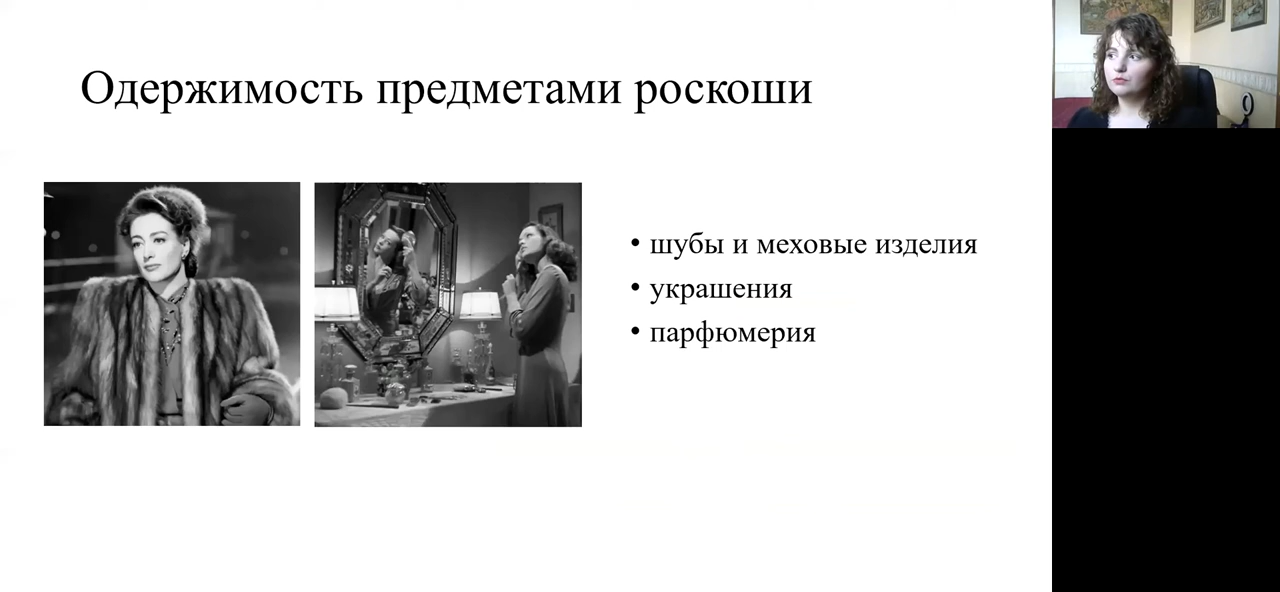 Одержимость предметами роскоши
• шубы и меховые изделия
• украшения
• парфюмерия